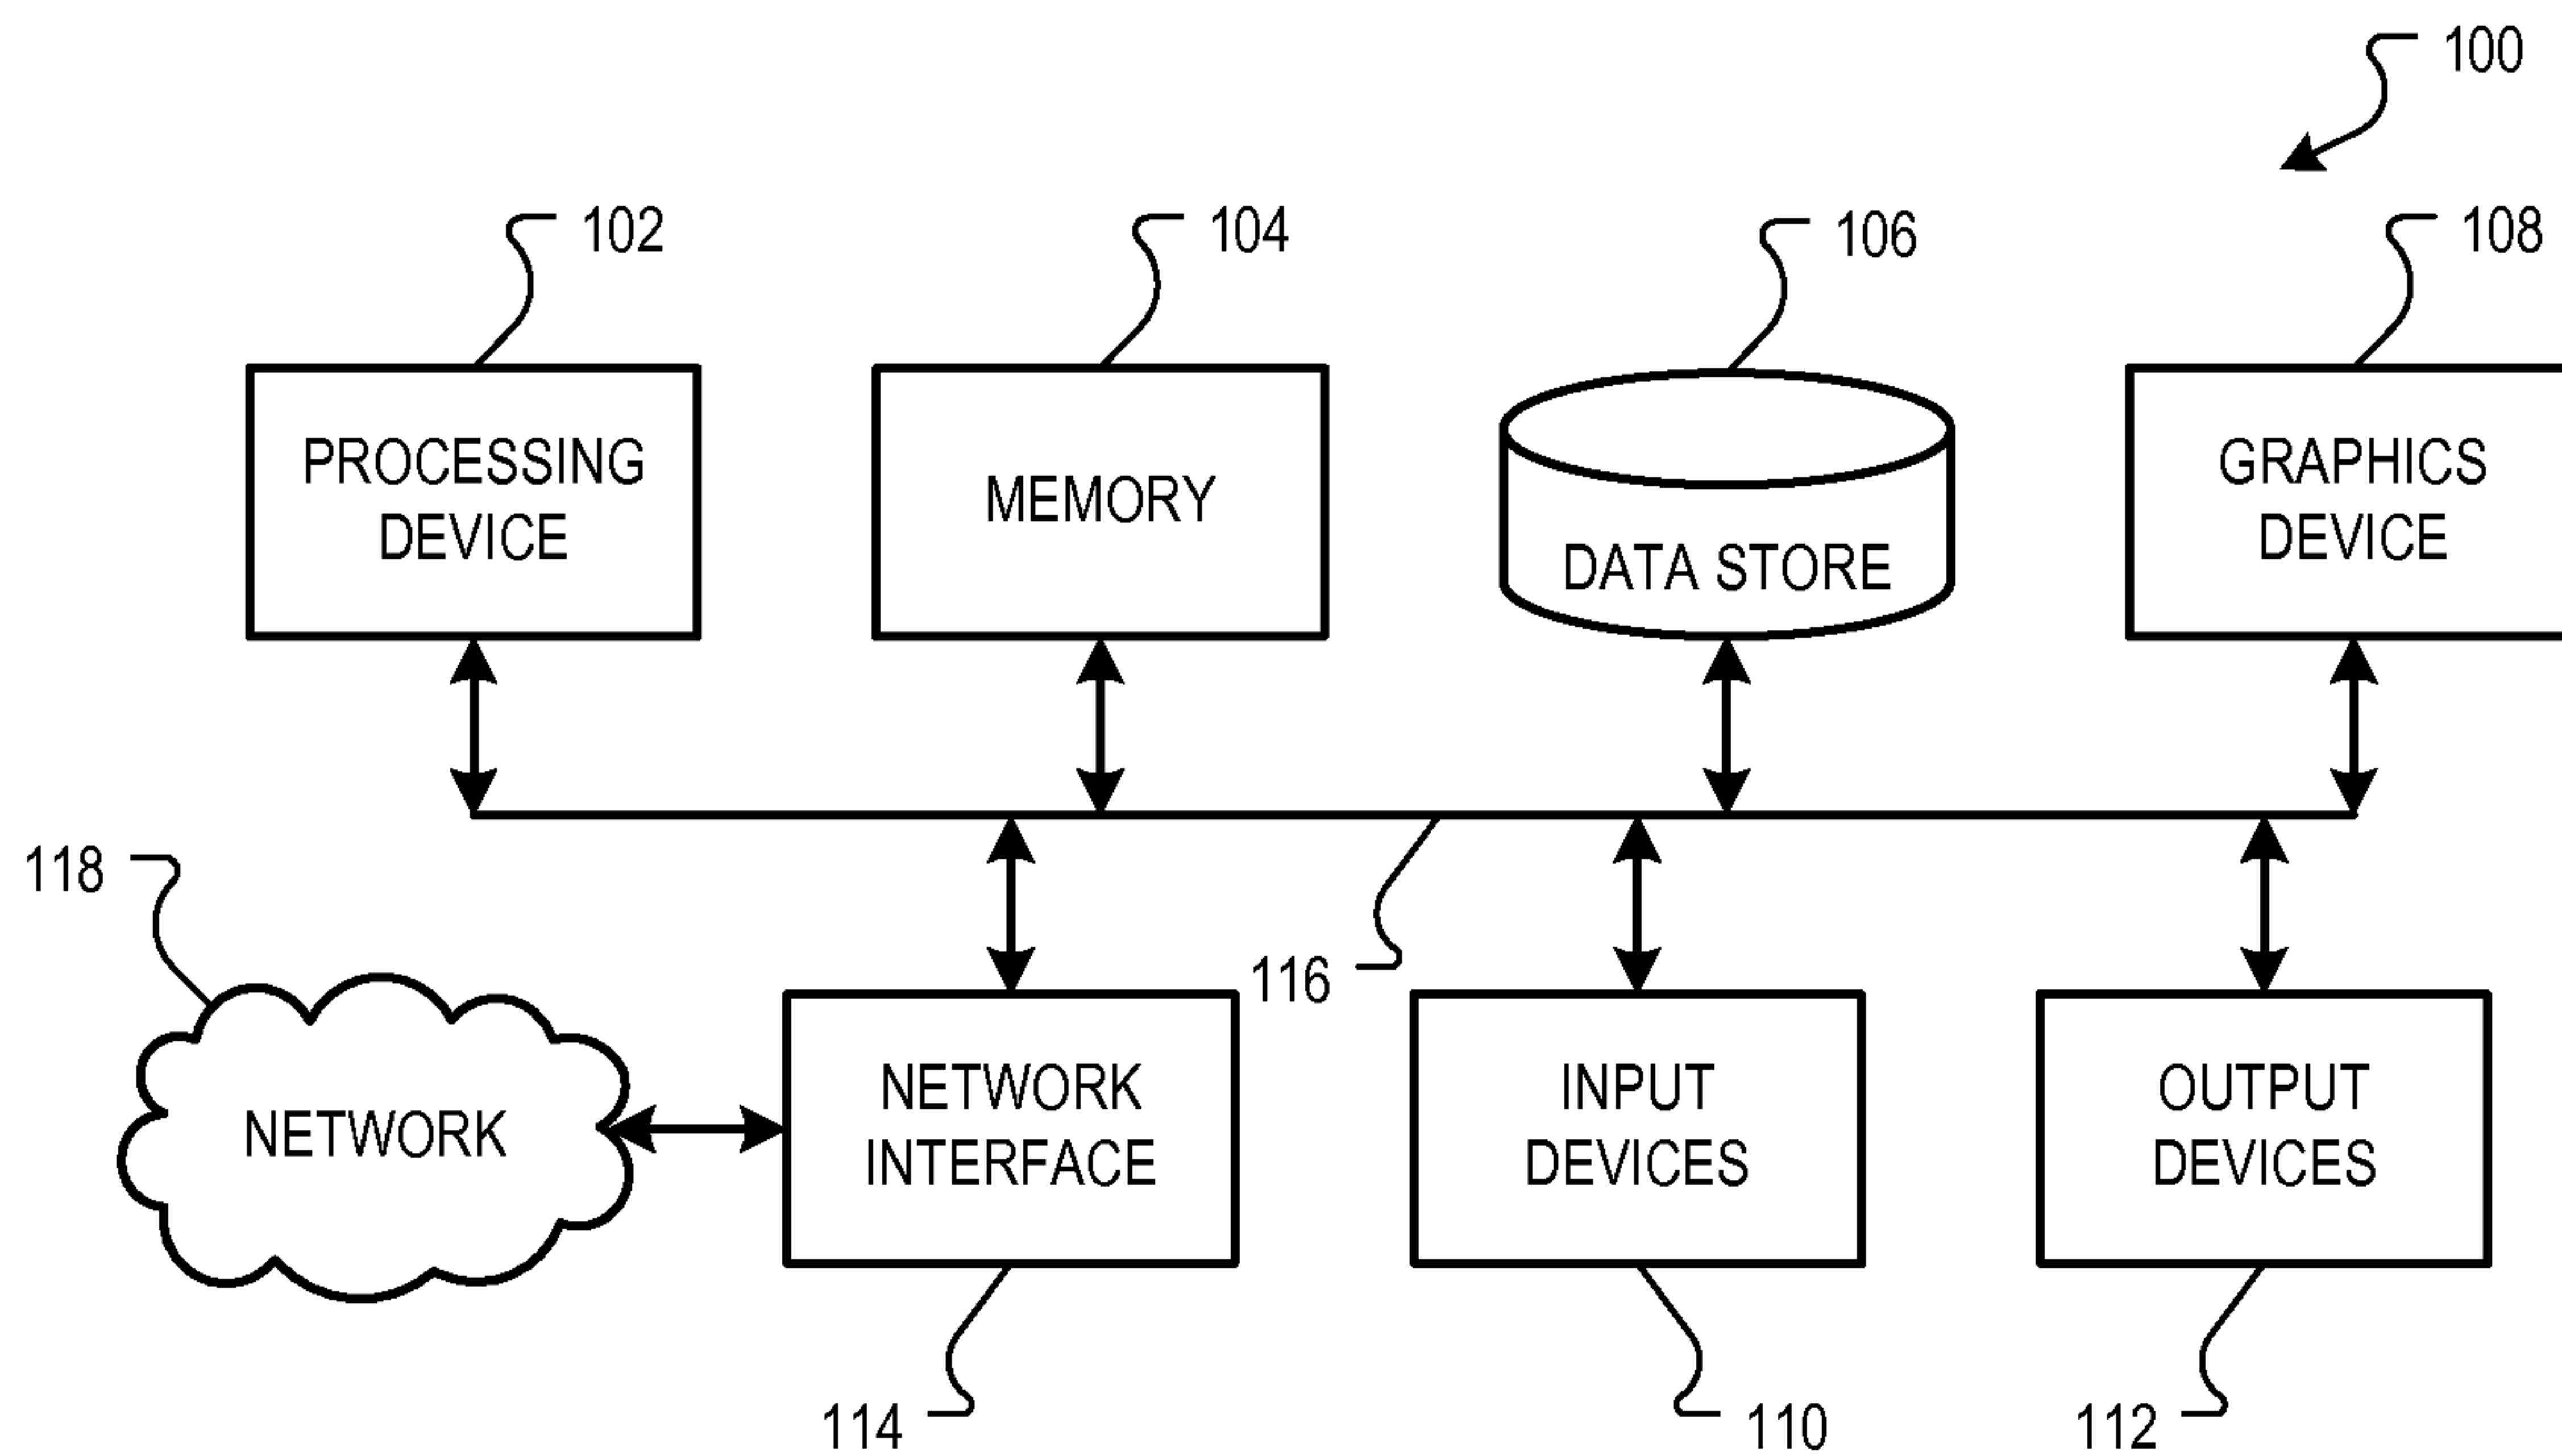 100
102
104
106
108
PROCESSING
DEVICE
MEMORY
DATA STORE
GRAPHICS
DEVICE
118
116
NETWORK
NETWORK
INTERFACE
INPUT
DEVICES
OUTPUT
DEVICES
114
110
112